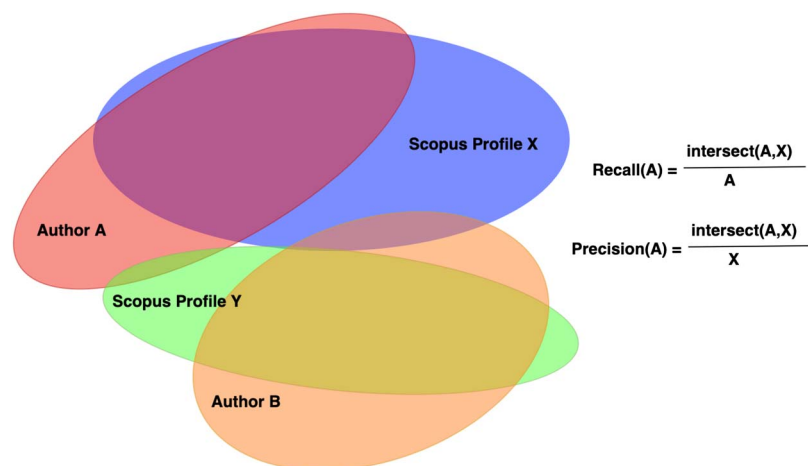 Scopus Profile X
Author A
Scopus Profile Y
Author B
Recall(A) = intersect(A,X)
A
Precision(A) = intersect(A,X)
X